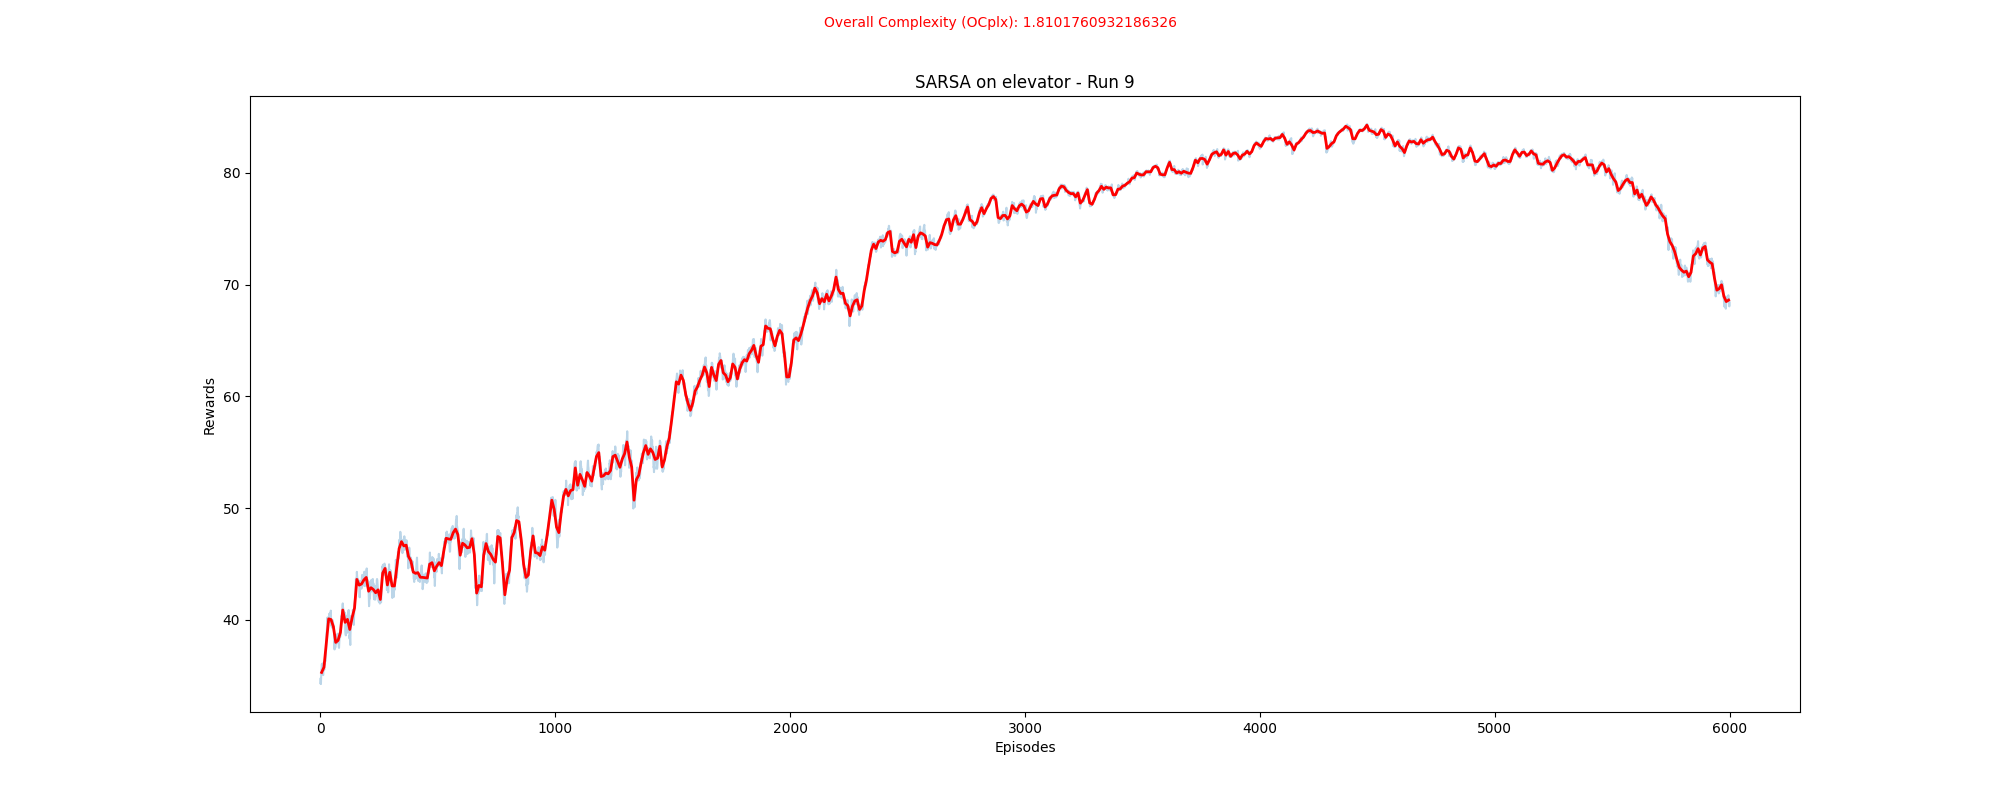 Overall Complexity (OCplx): 1.8101760932186326
SARSA on elevator - Run 9
80
70
60
50
40
Rewards
0 1000 2000 3000 4000 5000 6000
Episodes